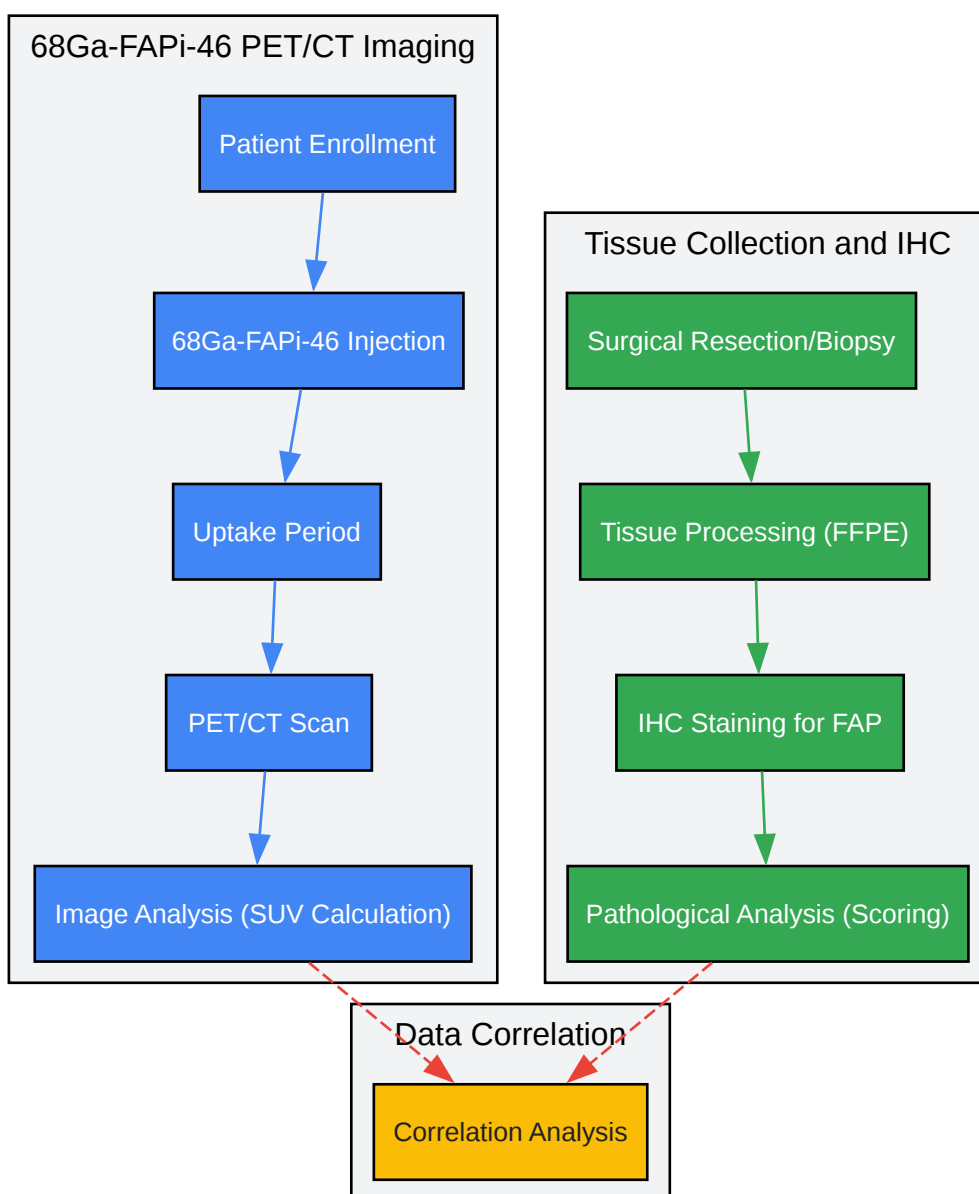 68Ga-FAPi-46 PET/CT Imaging
Patient Enrollment
68Ga-FAPi-46 Injection
Uptake Period
PET/CT Scan
Image Analysis (SUV Calculation)
Tissue Collection and IHC
Surgical Resection/Biopsy
Tissue Processing (FFPE)
IHC Staining for FAP
Pathological Analysis (Scoring)
Data Correlation
Correlation Analysis